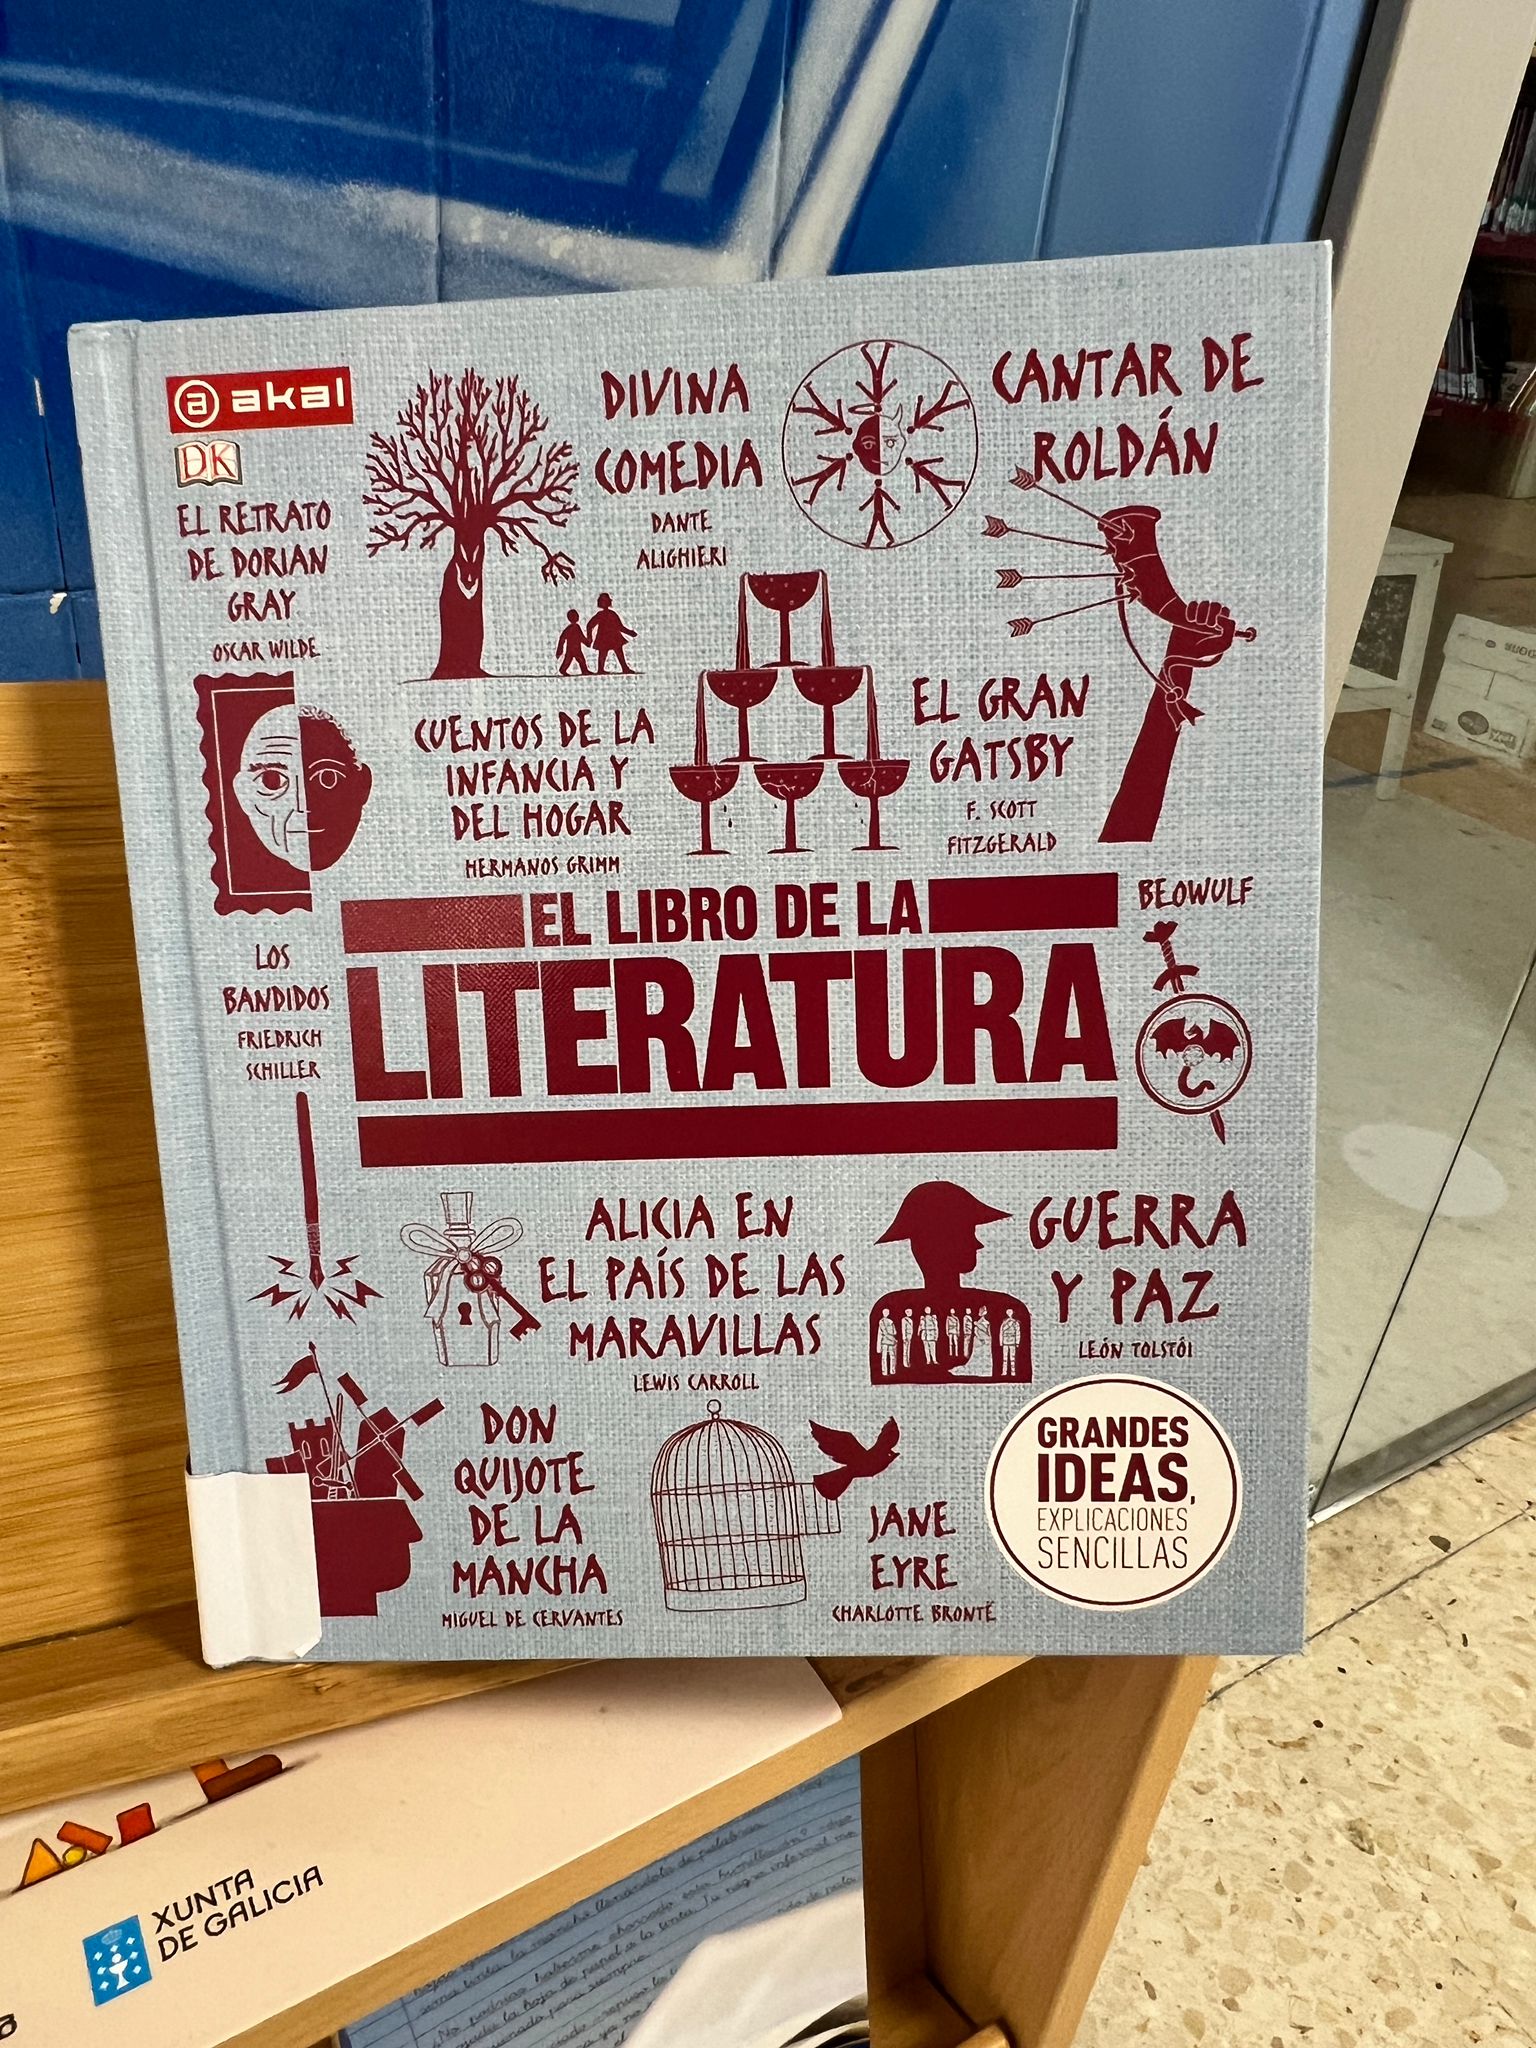 akal
DK
DIVINA
COMEDIA
DANTE
ALIGHIERI
CANTAR DE
ROLDÁN
EL RETRATO
DE DORIAN
GRAY
OSCAR WILDE
CUENTOS DE LA
INFANCIA Y
DEL HOGAR
HERMANOS GRIMM
EL GRAN
GATSBY
F. SCOTT
FITZGERALD
EL LIBRO DE LA
LITERATURA
BEOWULF
LOS
BANDIDOS
FRIEDRICH
SCHILLER
ALICIA EN
EL PAÍS DE LAS
MARAVILLAS
LEWIS CARROLL
GUERRA
Y PAZ
LEÓN TOLSTÓI
DON
QUIJOTE
DE LA
MANCHA
MIGUEL DE CERVANTES
JANE
EYRE
CHARLOTTE BRONTË
GRANDES
IDEAS,
EXPLICACIONES
SENCILLAS
XUNTA
DE GALICIA